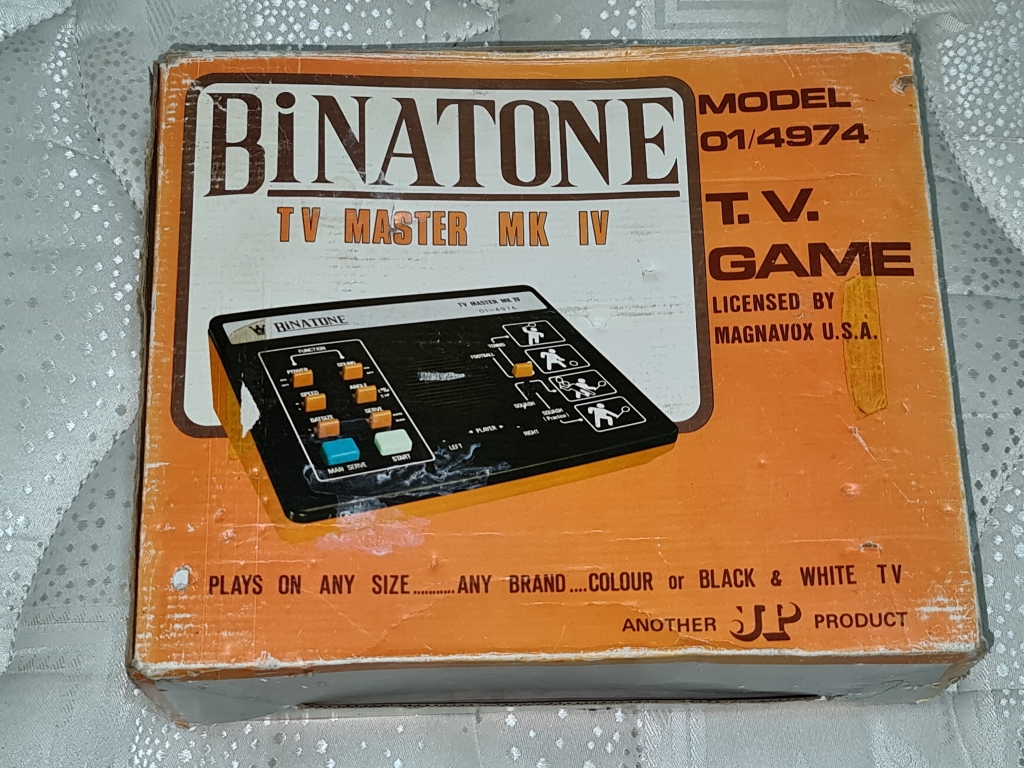 BiNATONE
TV MASTER MK IV
MODEL
01/4974
T.V.
GAME
LICENSED BY
MAGNAVOX U.S.A.
BiNATONE
TV MASTER MK IV
01-4974
FUNCTION
POWER
SPEED
ANGLE
BATSIZE
SERVE
MAN SERVE
START
TENNIS
FOOTBALL
SQUASH
SQUASH
(Practice)
LEFT
PLAYER
RIGHT
PLAYS ON ANY SIZE...........ANY BRAND....COLOUR or BLACK & WHITE TV
ANOTHER JP PRODUCT